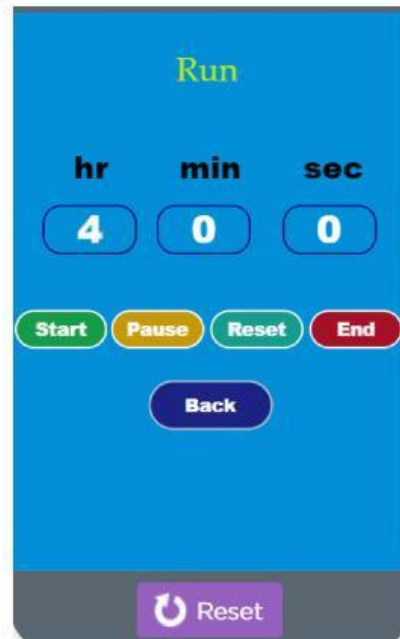 Run
hr min sec
4 0 0
Start Pause Reset End
Back
Reset